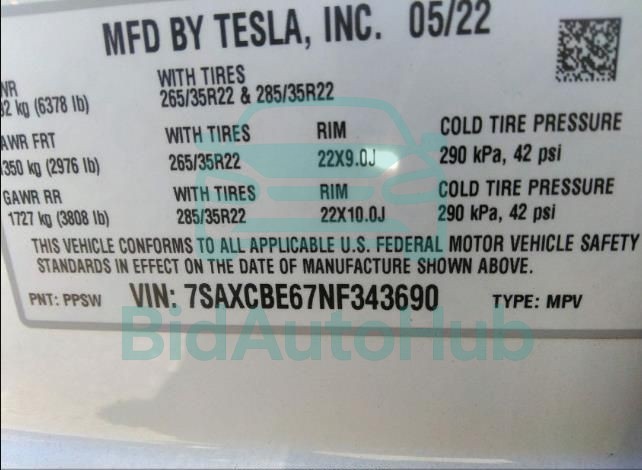 MFD BY TESLA, INC. 05/22
WITH TIRES
(6378 lb) 265/35R22 & 285/35R22
FRT WITH TIRES RIM COLD TIRE PRESSURE
kg (2976 lb) 265/35R22 22X9.0J 290 kPa, 42 psi
GAWR RR WITH TIRES RIM COLD TIRE PRESSURE
1727 kg (3808 lb) 285/35R22 22X10.0J 290 kPa, 42 psi
THIS VEHICLE CONFORMS TO ALL APPLICABLE U.S. FEDERAL MOTOR VEHICLE SAFETY
STANDARDS IN EFFECT ON THE DATE OF MANUFACTURE SHOWN ABOVE.
PNT: PPSW VIN: 7SAXCBE67NF343690 TYPE: MPV
BidAutoHub